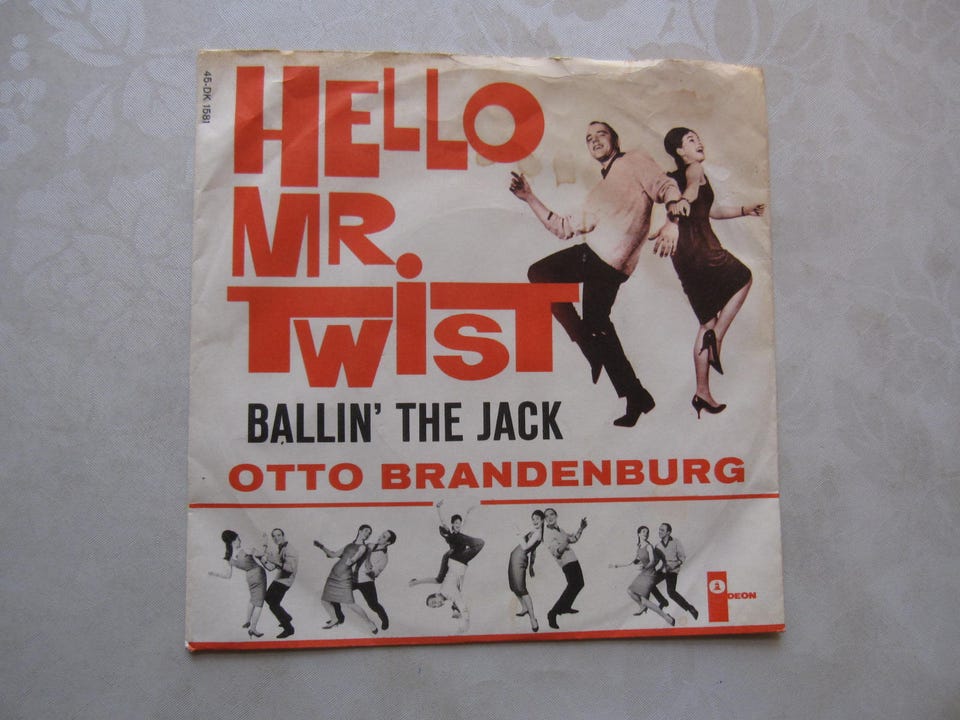 45-DK 1581
HELLO
MR.
TWIST
BALLIN' THE JACK
OTTO BRANDENBURG
ODEON